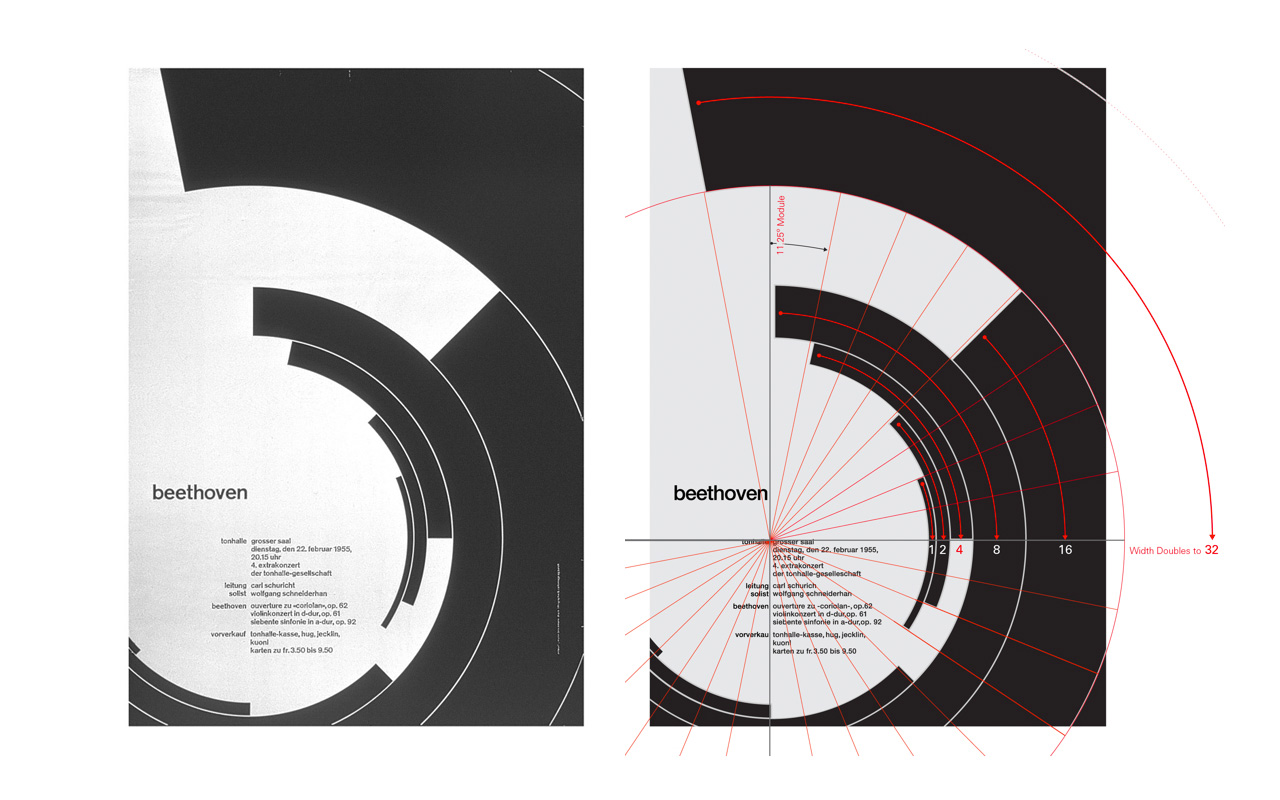 beethoven
tonhalle grosser saal
dienstag, den 22. februar 1955,
20.15 uhr
4. extrakonzert
der tonhalle-gesellschaft
leitung carl schuricht
solist wolfgang schneiderhan
beethoven ouverture zu «coriolan», op. 62
violinkonzert in d-dur, op. 61
siebente sinfonie in a-dur, op. 92
vorverkauf tonhalle-kasse, hug, jecklin,
kuoni
karten zu fr. 3.50 bis 9.50
11.25° Module
beethoven
tonhalle grosser saal
dienstag, den 22. februar 1955,
20.15 uhr
4. extrakonzert
der tonhalle-gesellschaft
leitung carl schurich
solist wolfgang schneiderhan
beethoven ouverture zu -coriolan-, op.62
violinkonzert in d-dur, op. 61
siebente sinfonie in a-dur, op. 92
vorverkau tonhalle-kasse, hug, jecklin,
kuoni
karten zu fr. 3.50 bis 9.50
1 2 4 8 16 Width Doubles to 32